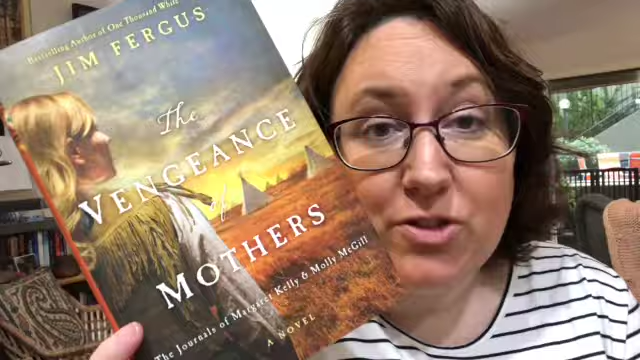 Bestselling Author of One Thousand White
JIM FERGUS
The
VENGEANCE
of
MOTHERS
The Journals of Margaret Kelly & Molly McGill
A NOVEL